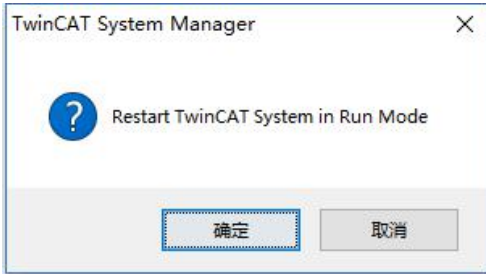 TwinCAT System Manager
Restart TwinCAT System in Run Mode
确定
取消